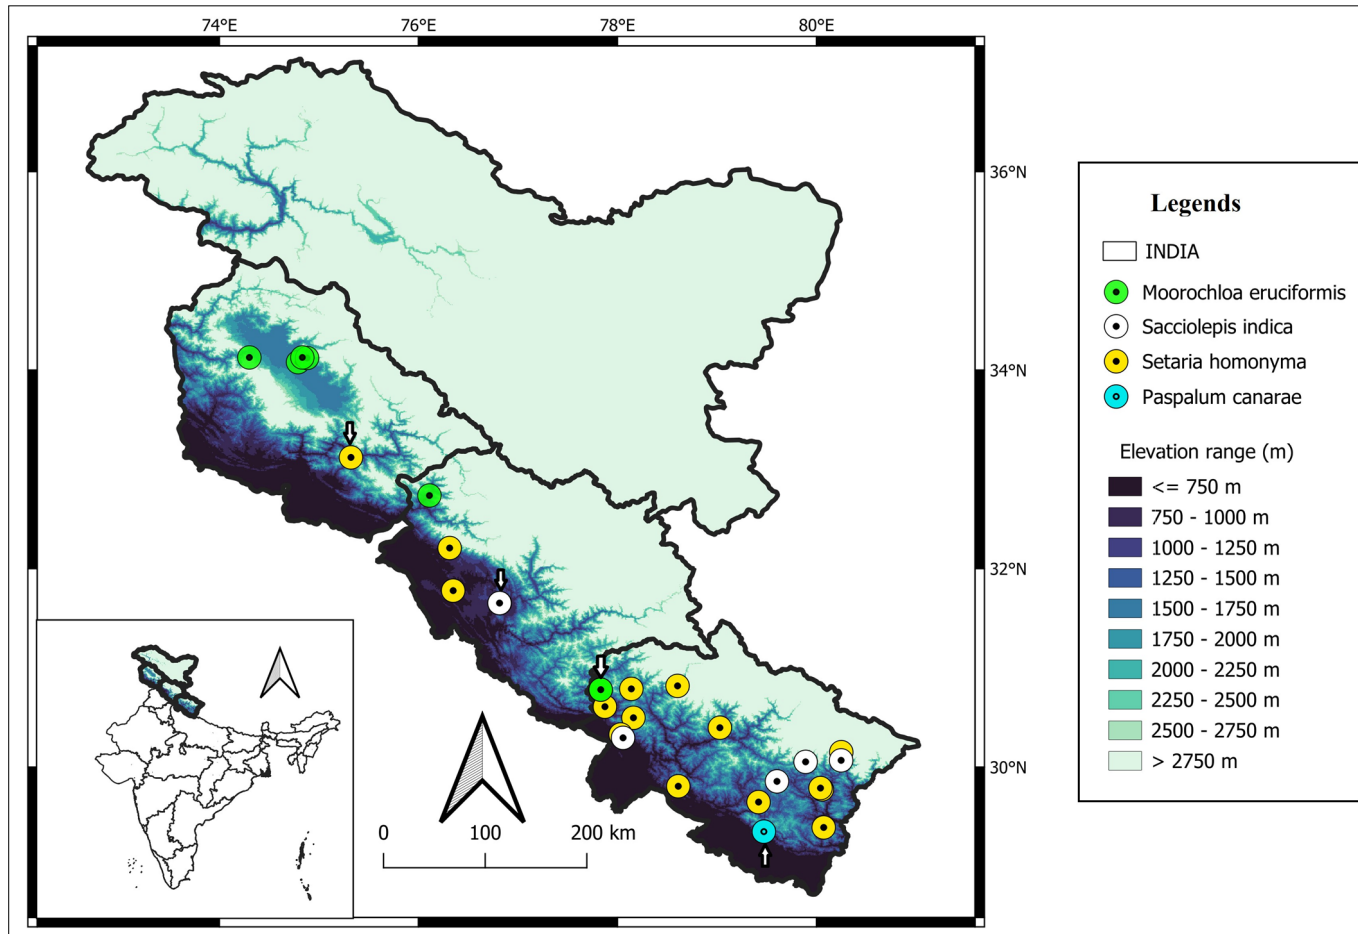 74°E 76°E 78°E 80°E
36°N
34°N
32°N
30°N
0 100 200 km
Legends
INDIA
Moorochloa eruciformis
Sacciolepis indica
Setaria homonyma
Paspalum canarae
Elevation range (m)
<= 750 m
750 - 1000 m
1000 - 1250 m
1250 - 1500 m
1500 - 1750 m
1750 - 2000 m
2000 - 2250 m
2250 - 2500 m
2500 - 2750 m
> 2750 m